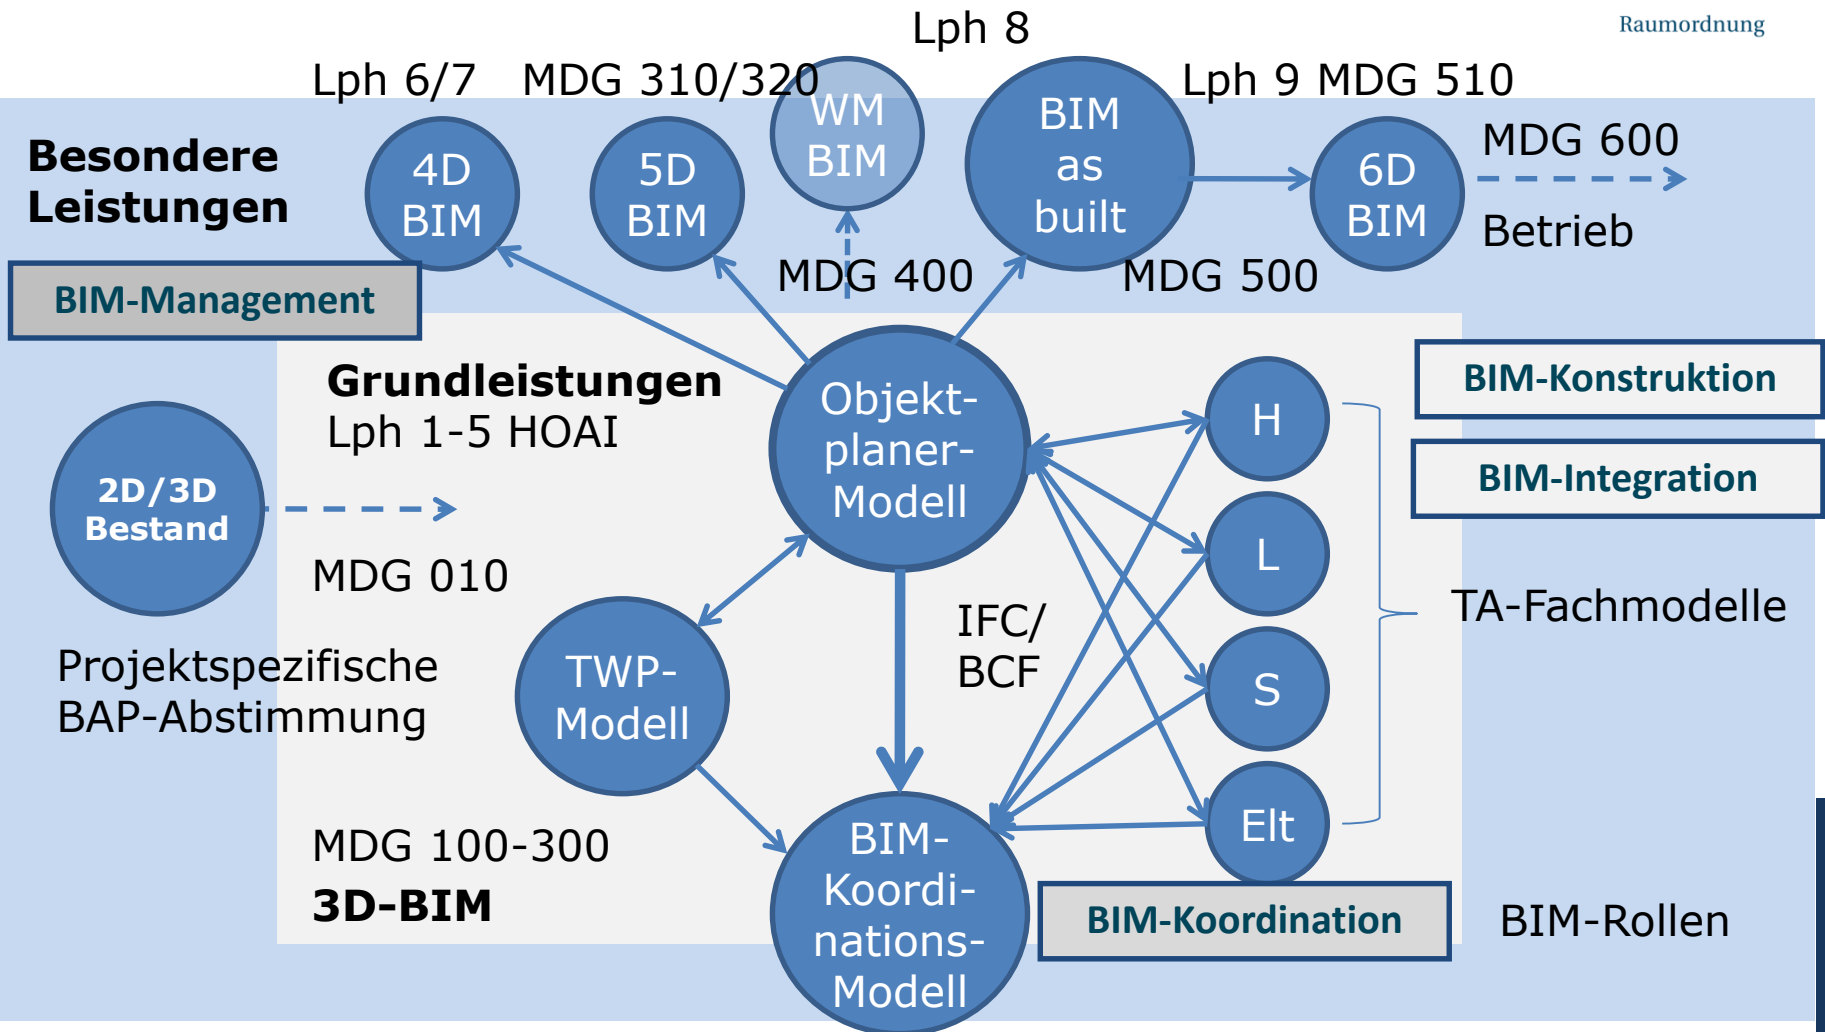 Raumordnung
Lph 8
Lph 6/7
MDG 310/320
Lph 9 MDG 510
Besondere
Leistungen
4D
BIM
5D
BIM
WM
BIM
BIM
as
built
6D
BIM
MDG 600
Betrieb
MDG 400
MDG 500
BIM-Management
Grundleistungen
Lph 1-5 HOAI
Objekt-
planer-
Modell
H
L
S
Elt
BIM-Konstruktion
BIM-Integration
2D/3D
Bestand
MDG 010
Projektspezifische
BAP-Abstimmung
TWP-
Modell
IFC/
BCF
TA-Fachmodelle
MDG 100-300
3D-BIM
BIM-
Koordi-
nations-
Modell
BIM-Koordination
BIM-Rollen